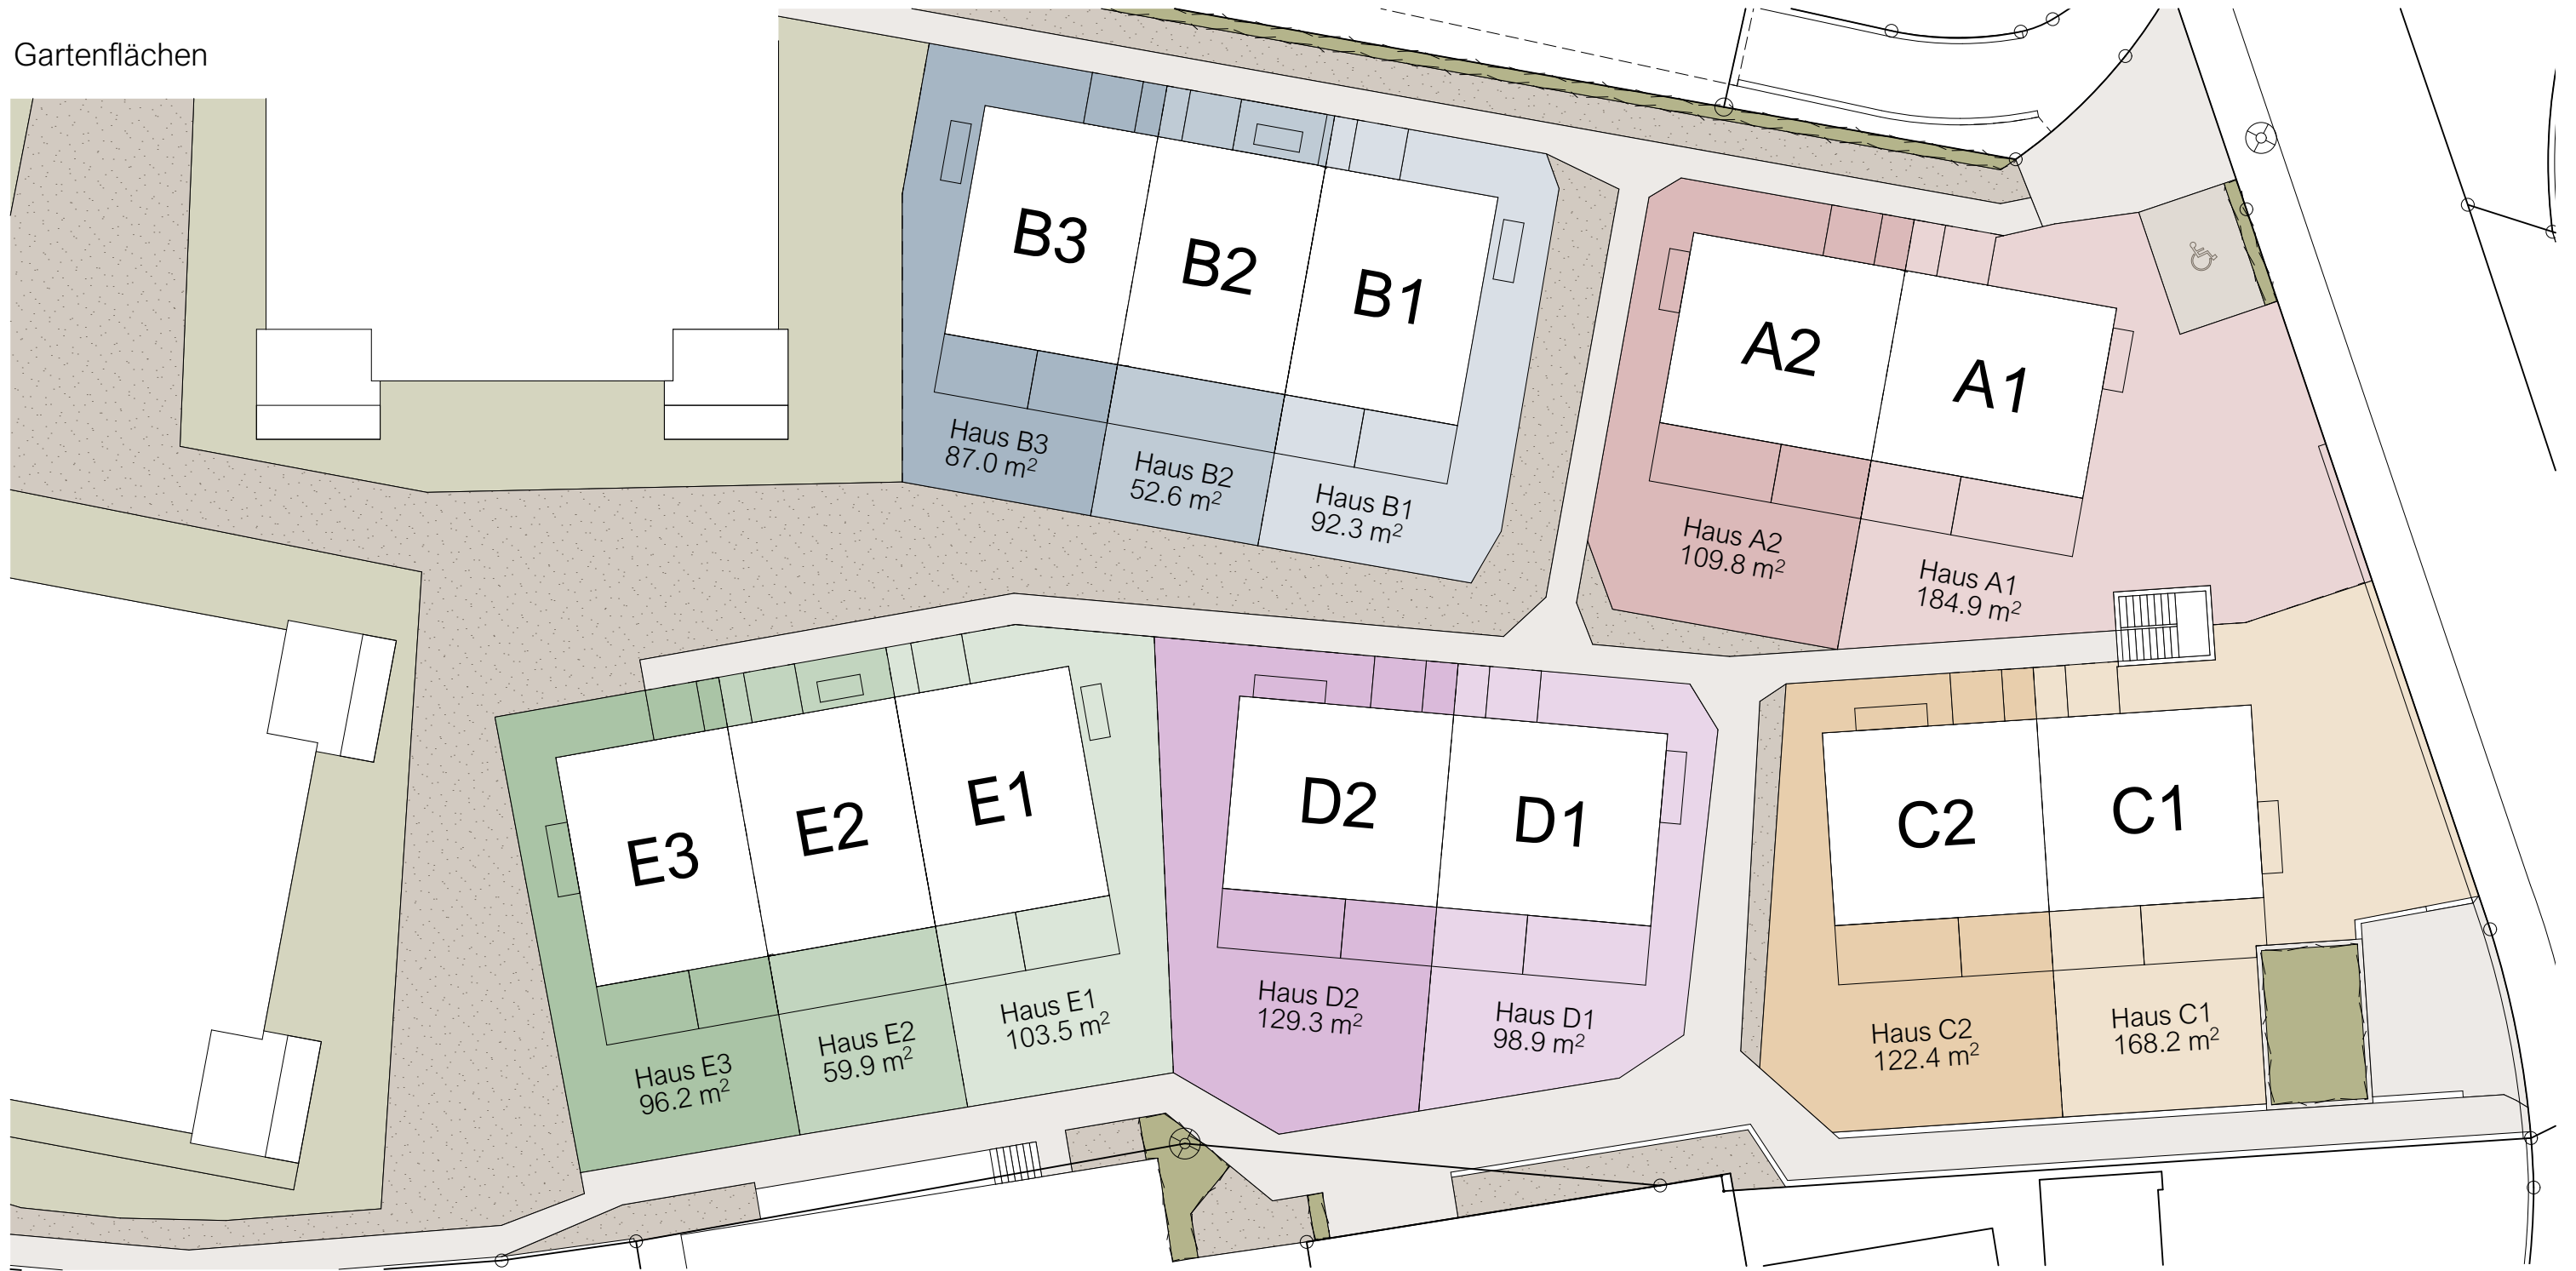 Gartenflächen
B3
B2
B1
Haus B3
87.0 m²
Haus B2
52.6 m²
Haus B1
92.3 m²
A2
A1
Haus A2
109.8 m²
Haus A1
184.9 m²
E3
E2
E1
Haus E3
96.2 m²
Haus E2
59.9 m²
Haus E1
103.5 m²
D2
D1
Haus D2
129.3 m²
Haus D1
98.9 m²
C2
C1
Haus C2
122.4 m²
Haus C1
168.2 m²